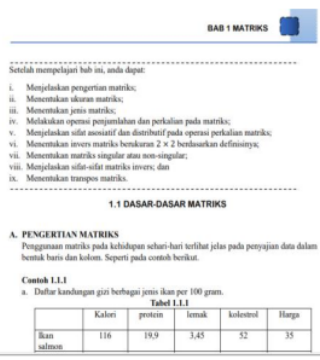 BAB 1 MATRIKS
Setelah mempelajari bab ini, anda dapat:
i. Menjelaskan pengertian matriks;
ii. Menentukan ukuran matriks;
iii. Menentukan jenis matriks;
iv. Melakukan operasi penjumlahan dan perkalian pada matriks;
v. Menjelaskan sifat asosiatif dan distributif pada operasi perkalian matriks;
vi. Menentukan invers matriks berukuran 2 × 2 berdasarkan definisinya;
vii. Menentukan matriks singular atau non-singular;
viii. Menjelaskan sifat-sifat matriks invers; dan
ix. Menentukan transpos matriks.
1.1 DASAR-DASAR MATRIKS
A. PENGERTIAN MATRIKS
Penggunaan matriks pada kehidupan sehari-hari terlihat jelas pada penyajian data dalam
bentuk baris dan kolom. Seperti pada contoh berikut.
Contoh 1.1.1
a. Daftar kandungan gizi berbagai jenis ikan per 100 gram.
Tabel 1.1.1
Kalori protein lemak kolestrol Harga
Ikan 116 19,9 3,45 52 35
salmon